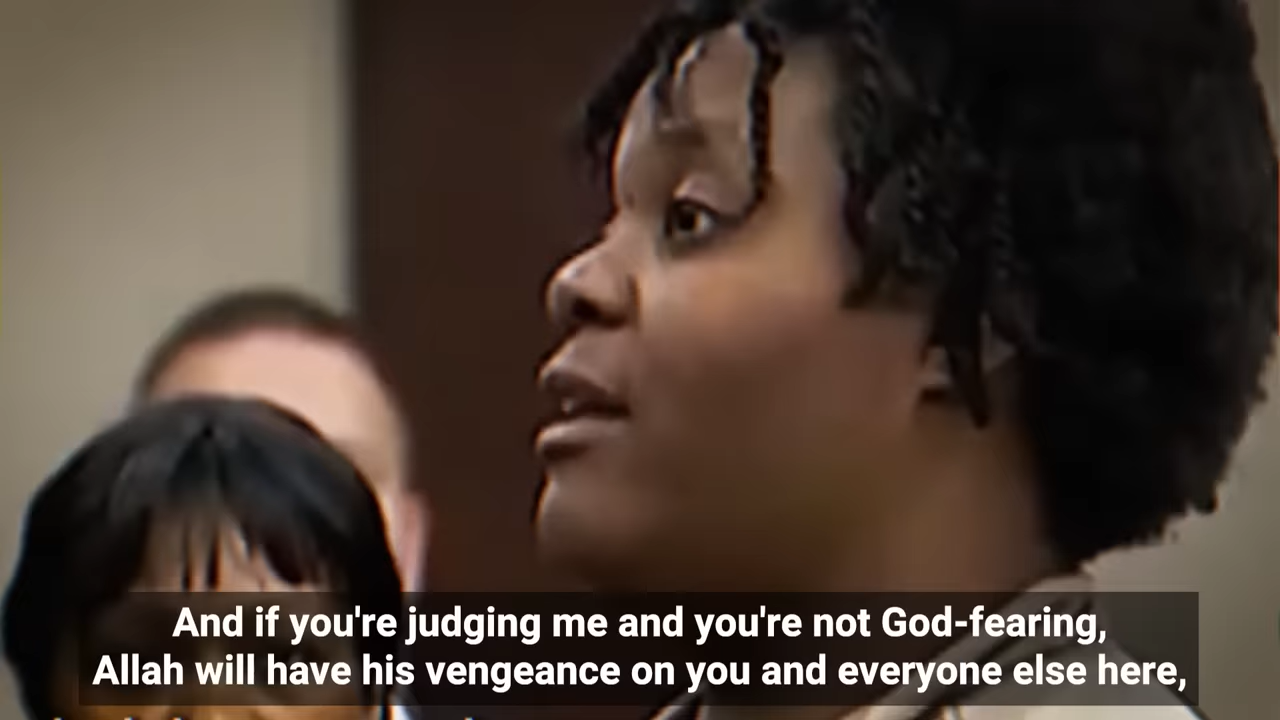 And if you're judging me and you're not God-fearing,
Allah will have his vengeance on you and everyone else here,